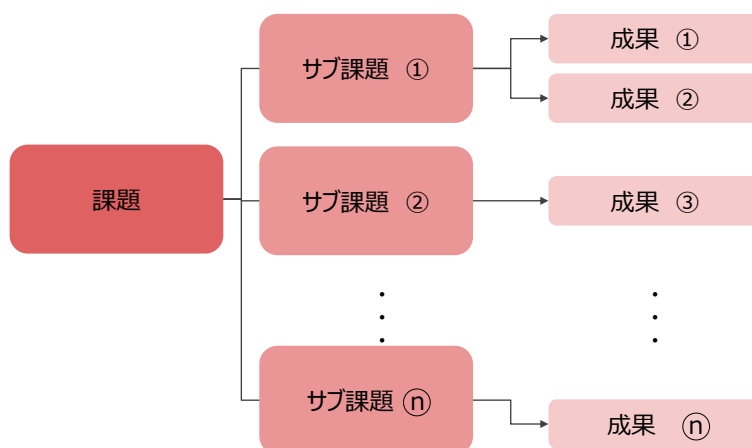 課題
サブ課題 ①
サブ課題 ②
サブ課題 ⓝ
成果 ①
成果 ②
成果 ③
成果 ⓝ